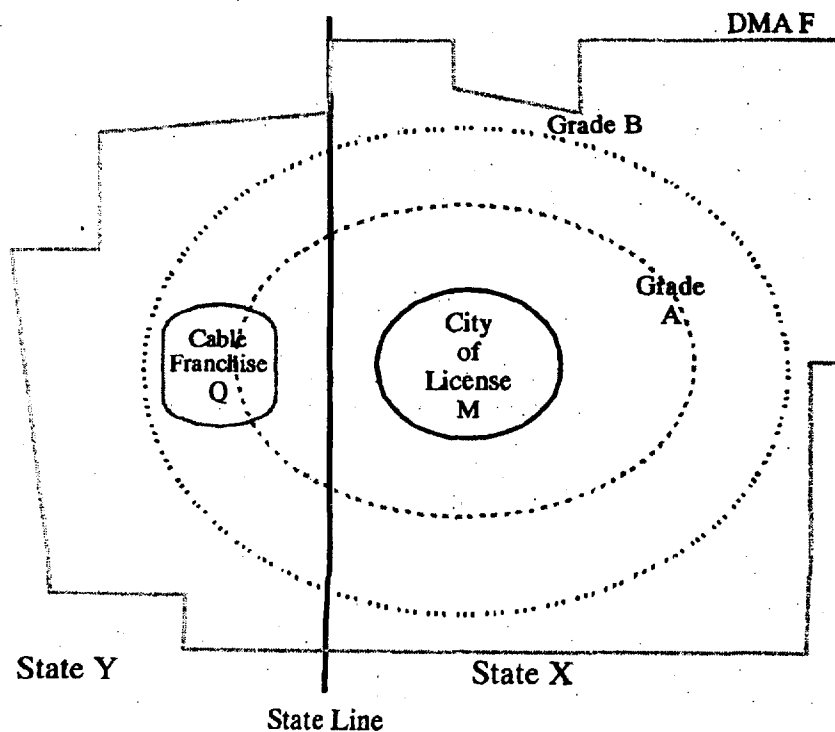 DMA F
Grade B
Grade
A
Cable
Franchise
Q
City
of
License
M
State Y
State X
State Line